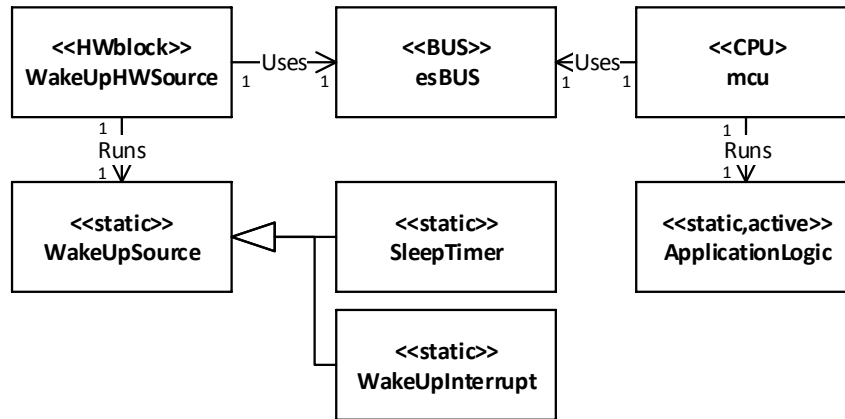 <<HWblock>>
WakeUpHWSource
Uses
1
1
<<BUS>>
esBUS
Uses
1
1
<<CPU>
mcu
1
Runs
1
1
Runs
1
<<static>>
WakeUpSource
<<static>>
SleepTimer
<<static,active>>
ApplicationLogic
<<static>>
WakeUpInterrupt